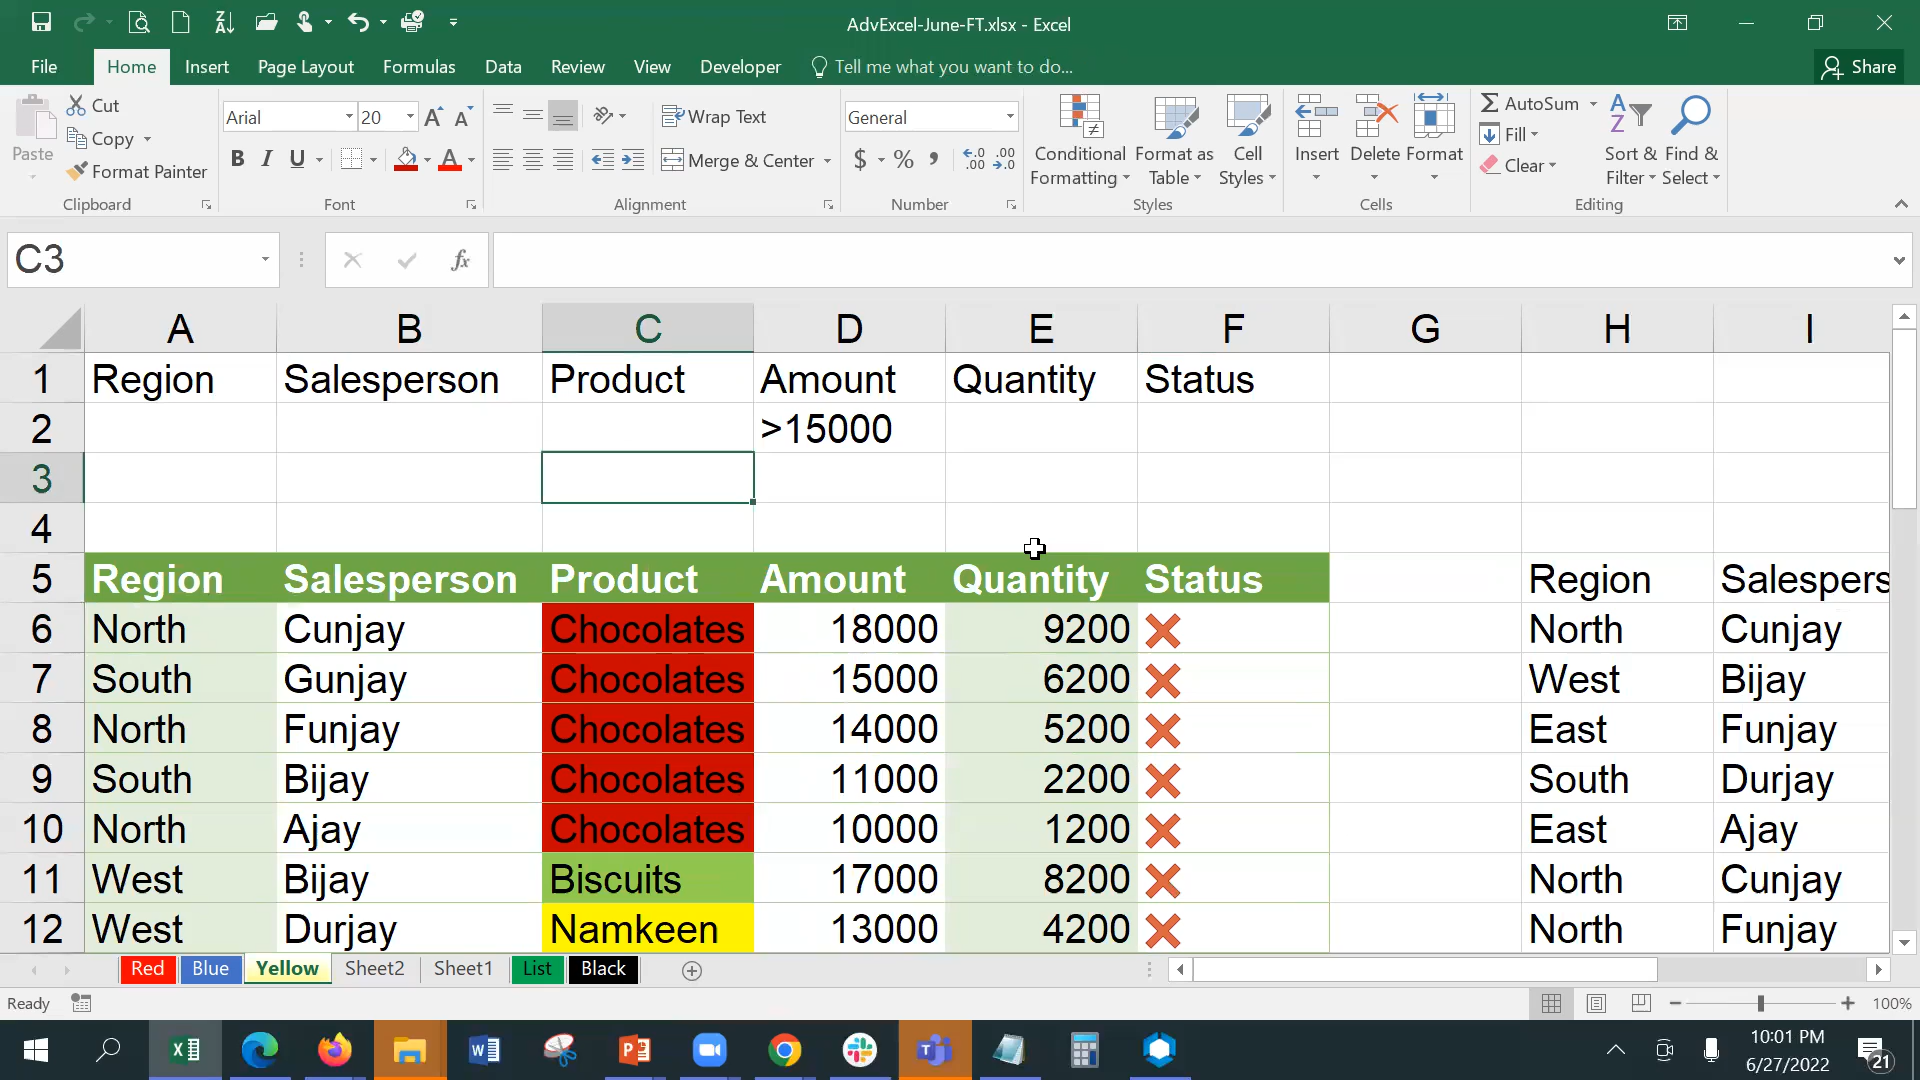 AdvExcel-June-FT.xlsx - Excel
File Home Insert Page Layout Formulas Data Review View Developer Tell me what you want to do... Share
Cut
Copy
Format Painter
Paste
Clipboard
Arial 20
B I U
Font
Wrap Text
Merge & Center
Alignment
General
$ % ,
Number
Conditional Formatting
Format as Table
Cell Styles
Styles
Insert Delete Format
Cells
AutoSum
Fill
Clear
Sort & Filter
Find & Select
Editing
C3 fx
A B C D E F G H I
1 Region Salesperson Product Amount Quantity Status
2 >15000
3
4
5 Region Salesperson Product Amount Quantity Status Region Salespers
6 North Cunjay Chocolates 18000 9200 North Cunjay
7 South Gunjay Chocolates 15000 6200 West Bijay
8 North Funjay Chocolates 14000 5200 East Funjay
9 South Bijay Chocolates 11000 2200 South Durjay
10 North Ajay Chocolates 10000 1200 East Ajay
11 West Bijay Biscuits 17000 8200 North Cunjay
12 West Durjay Namkeen 13000 4200 North Funjay
Red Blue Yellow Sheet2 Sheet1 List Black
Ready 100%
10:01 PM
6/27/2022
21